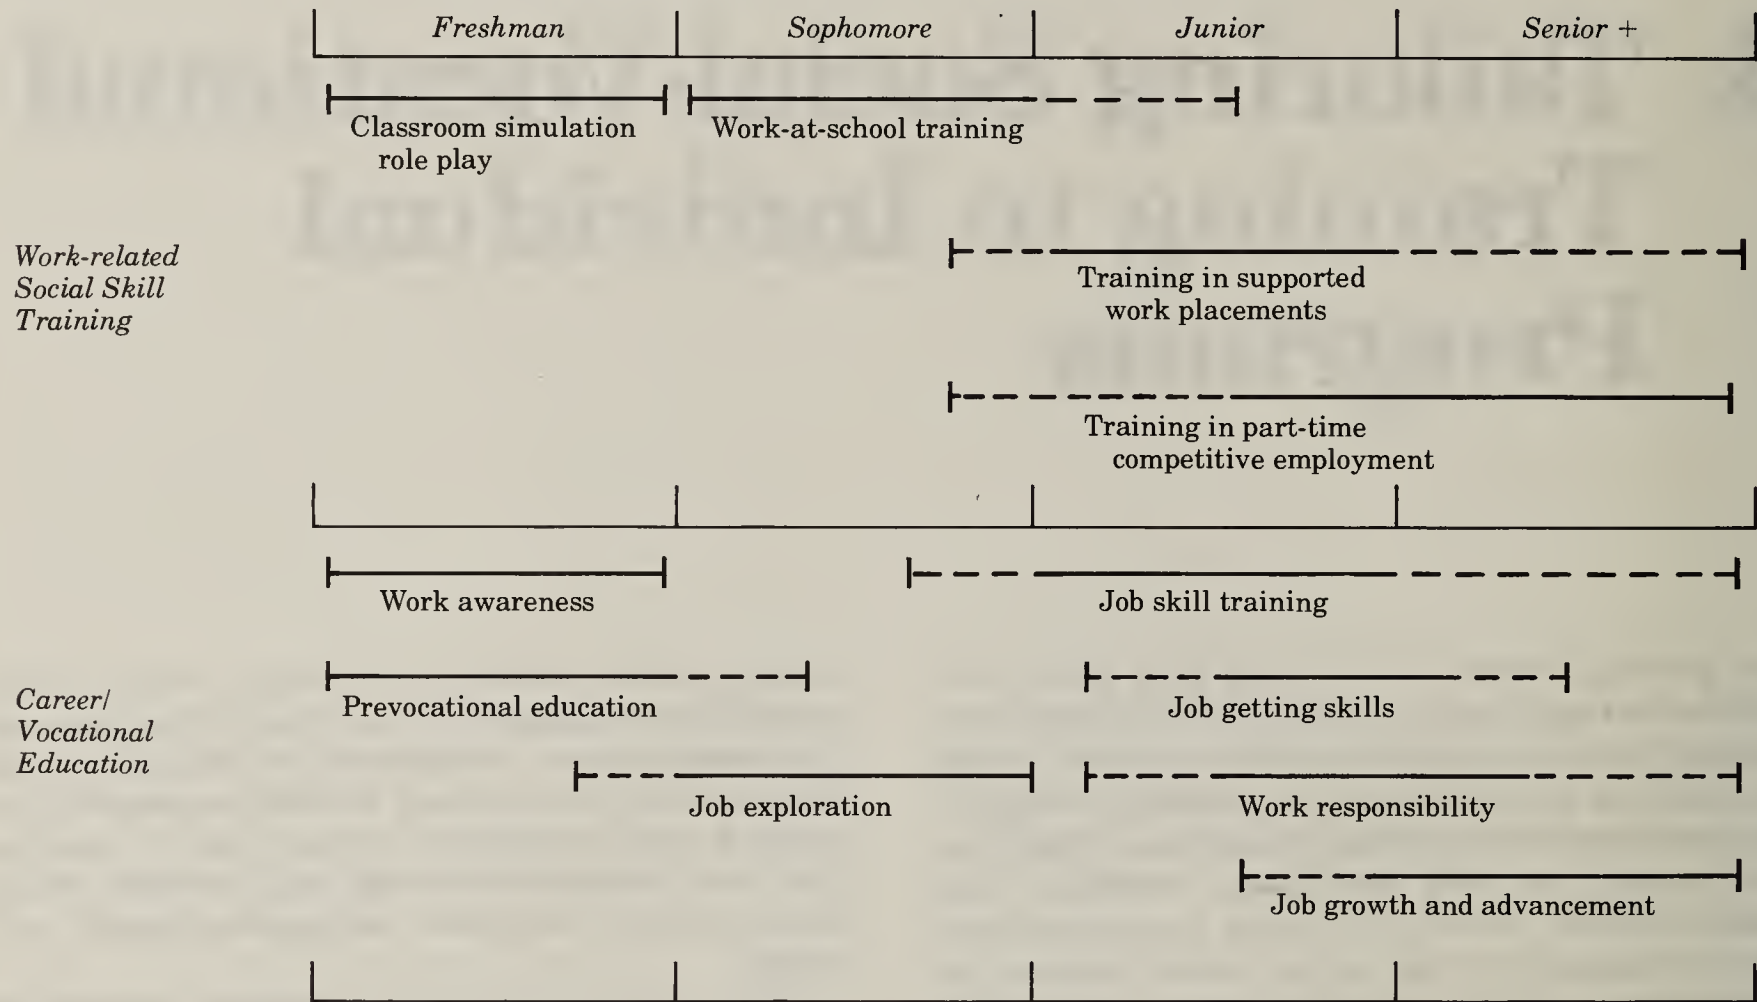 Freshman
Sophomore
Junior
Senior +
Classroom simulation
role play
Work-at-school training
Work-related
Social Skill
Training
Training in supported
work placements
Training in part-time
competitive employment
Work awareness
Job skill training
Career/
Vocational
Education
Prevocational education
Job getting skills
Job exploration
Work responsibility
Job growth and advancement